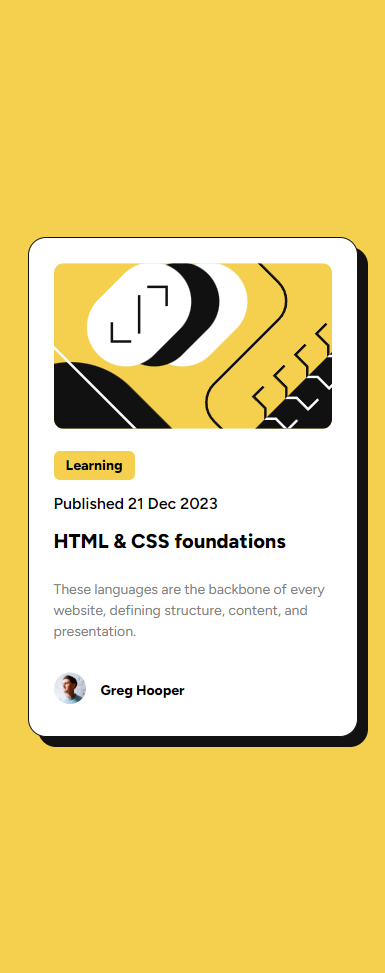 Learning
Published 21 Dec 2023
HTML & CSS foundations
These languages are the backbone of every
website, defining structure, content, and
presentation.
Greg Hooper